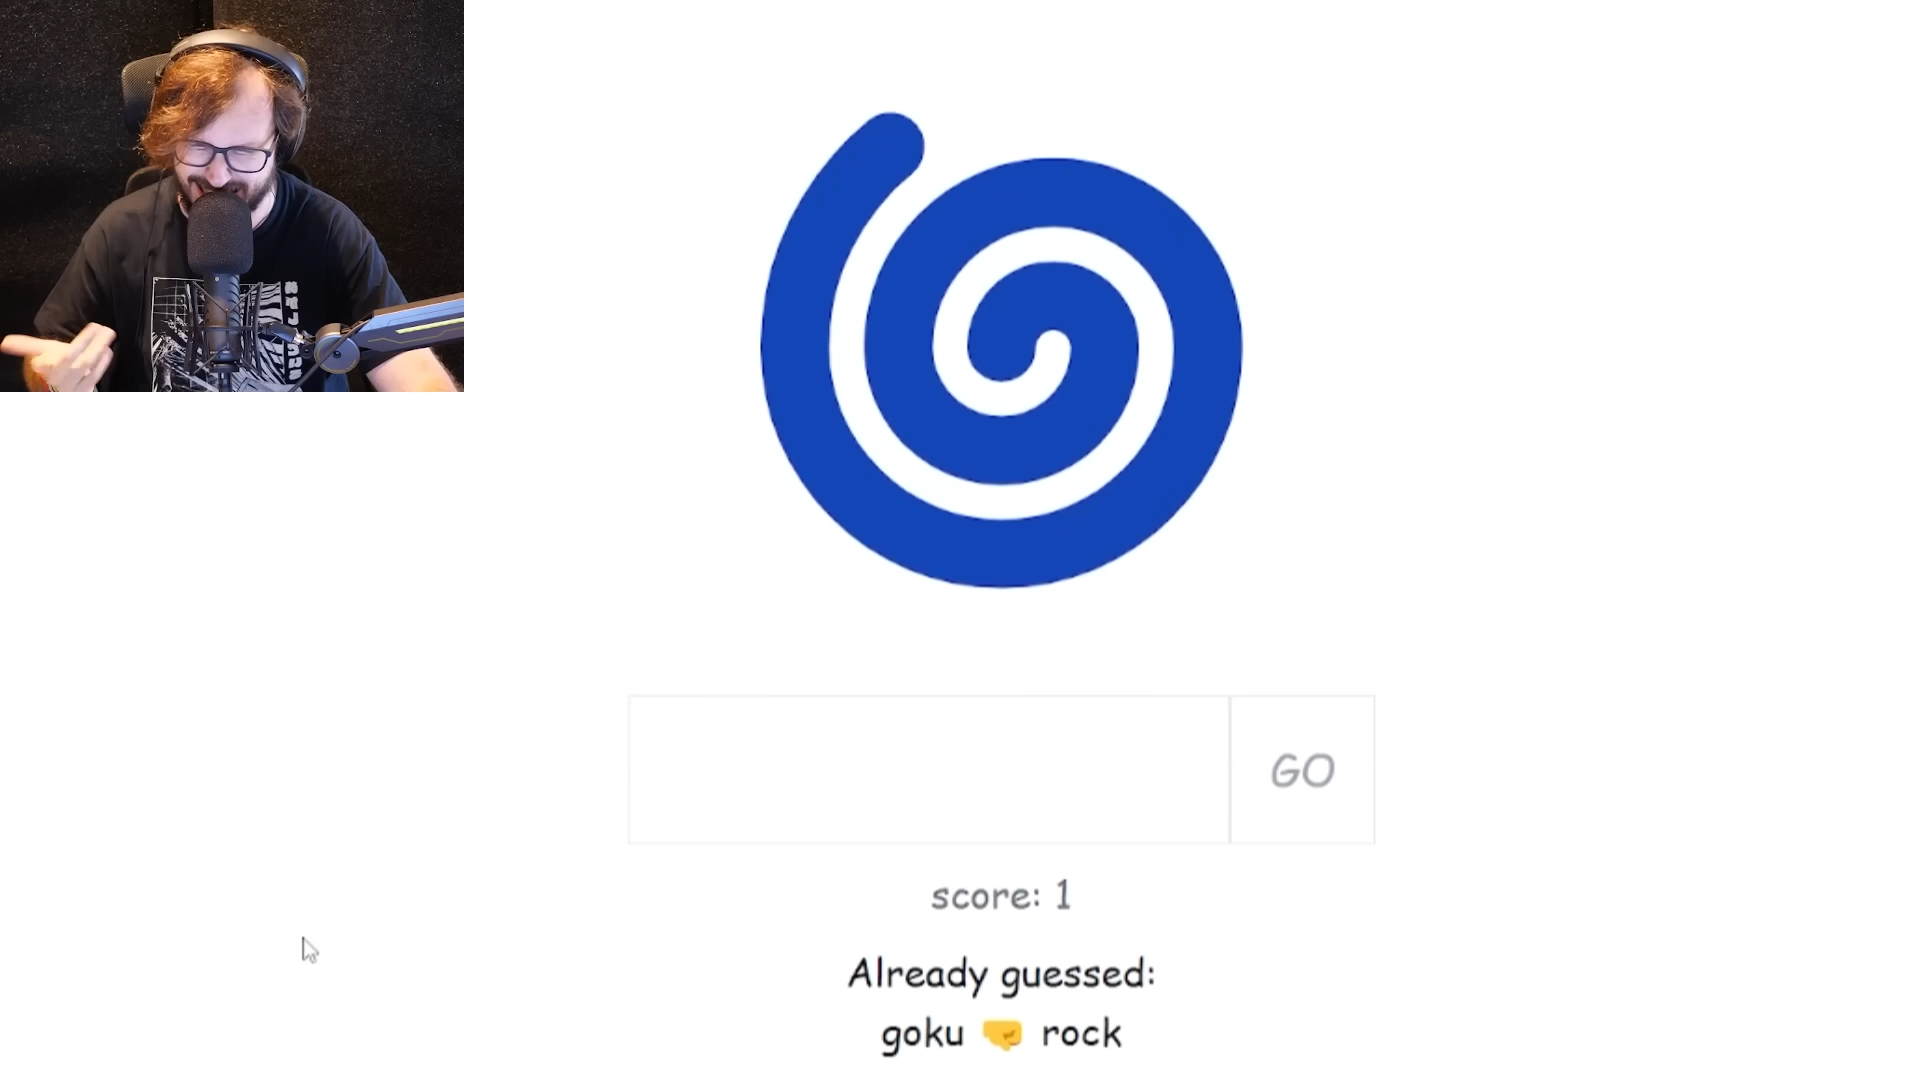 GO
score: 1
Already guessed:
goku 🤜 rock